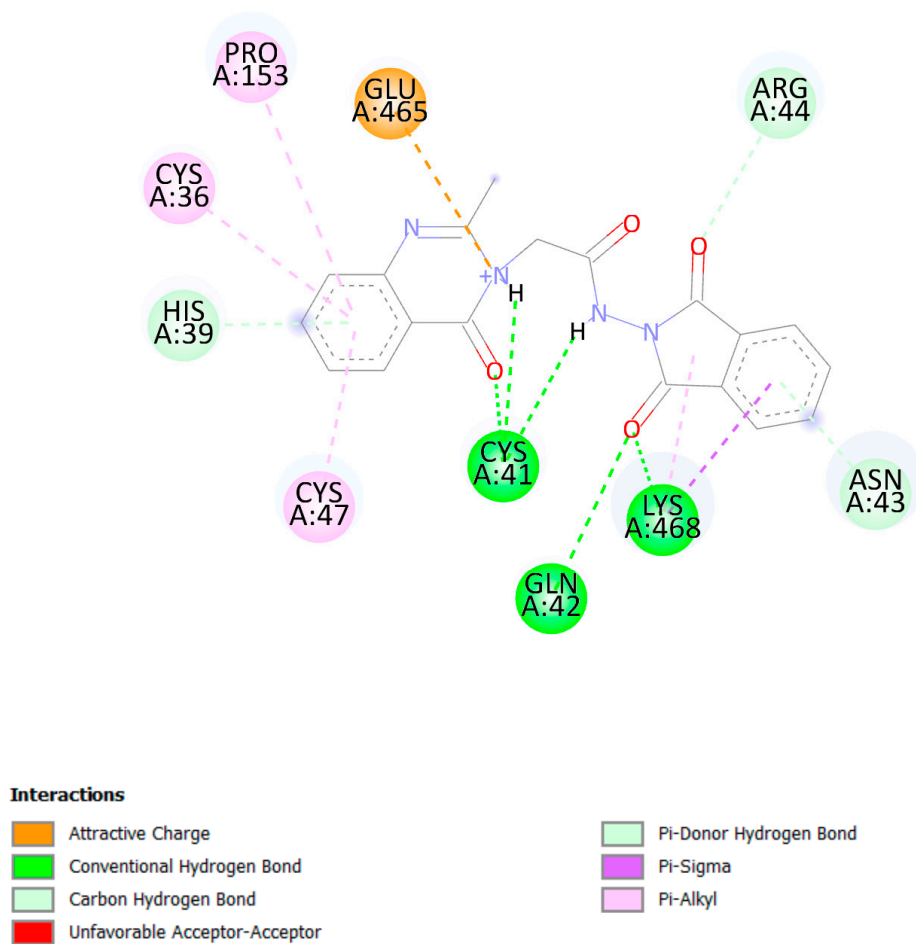 PRO
A:153
GLU
A:465
ARG
A:44
CYS
A:36
N
O
O
+N
H
HIS
A:39
H
N
N
O
O
CYS
A:41
CYS
A:47
LYS
A:468
ASN
A:43
GLN
A:42
Interactions
Attractive Charge
Conventional Hydrogen Bond
Carbon Hydrogen Bond
Unfavorable Acceptor-Acceptor
Pi-Donor Hydrogen Bond
Pi-Sigma
Pi-Alkyl